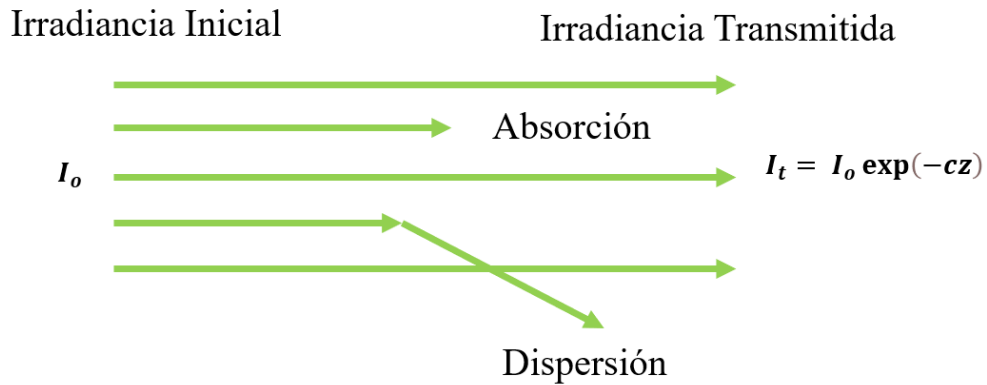 Irradiancia Inicial
Irradiancia Transmitida
Absorción
I_o
I_t = I_o exp(−cz)
Dispersión